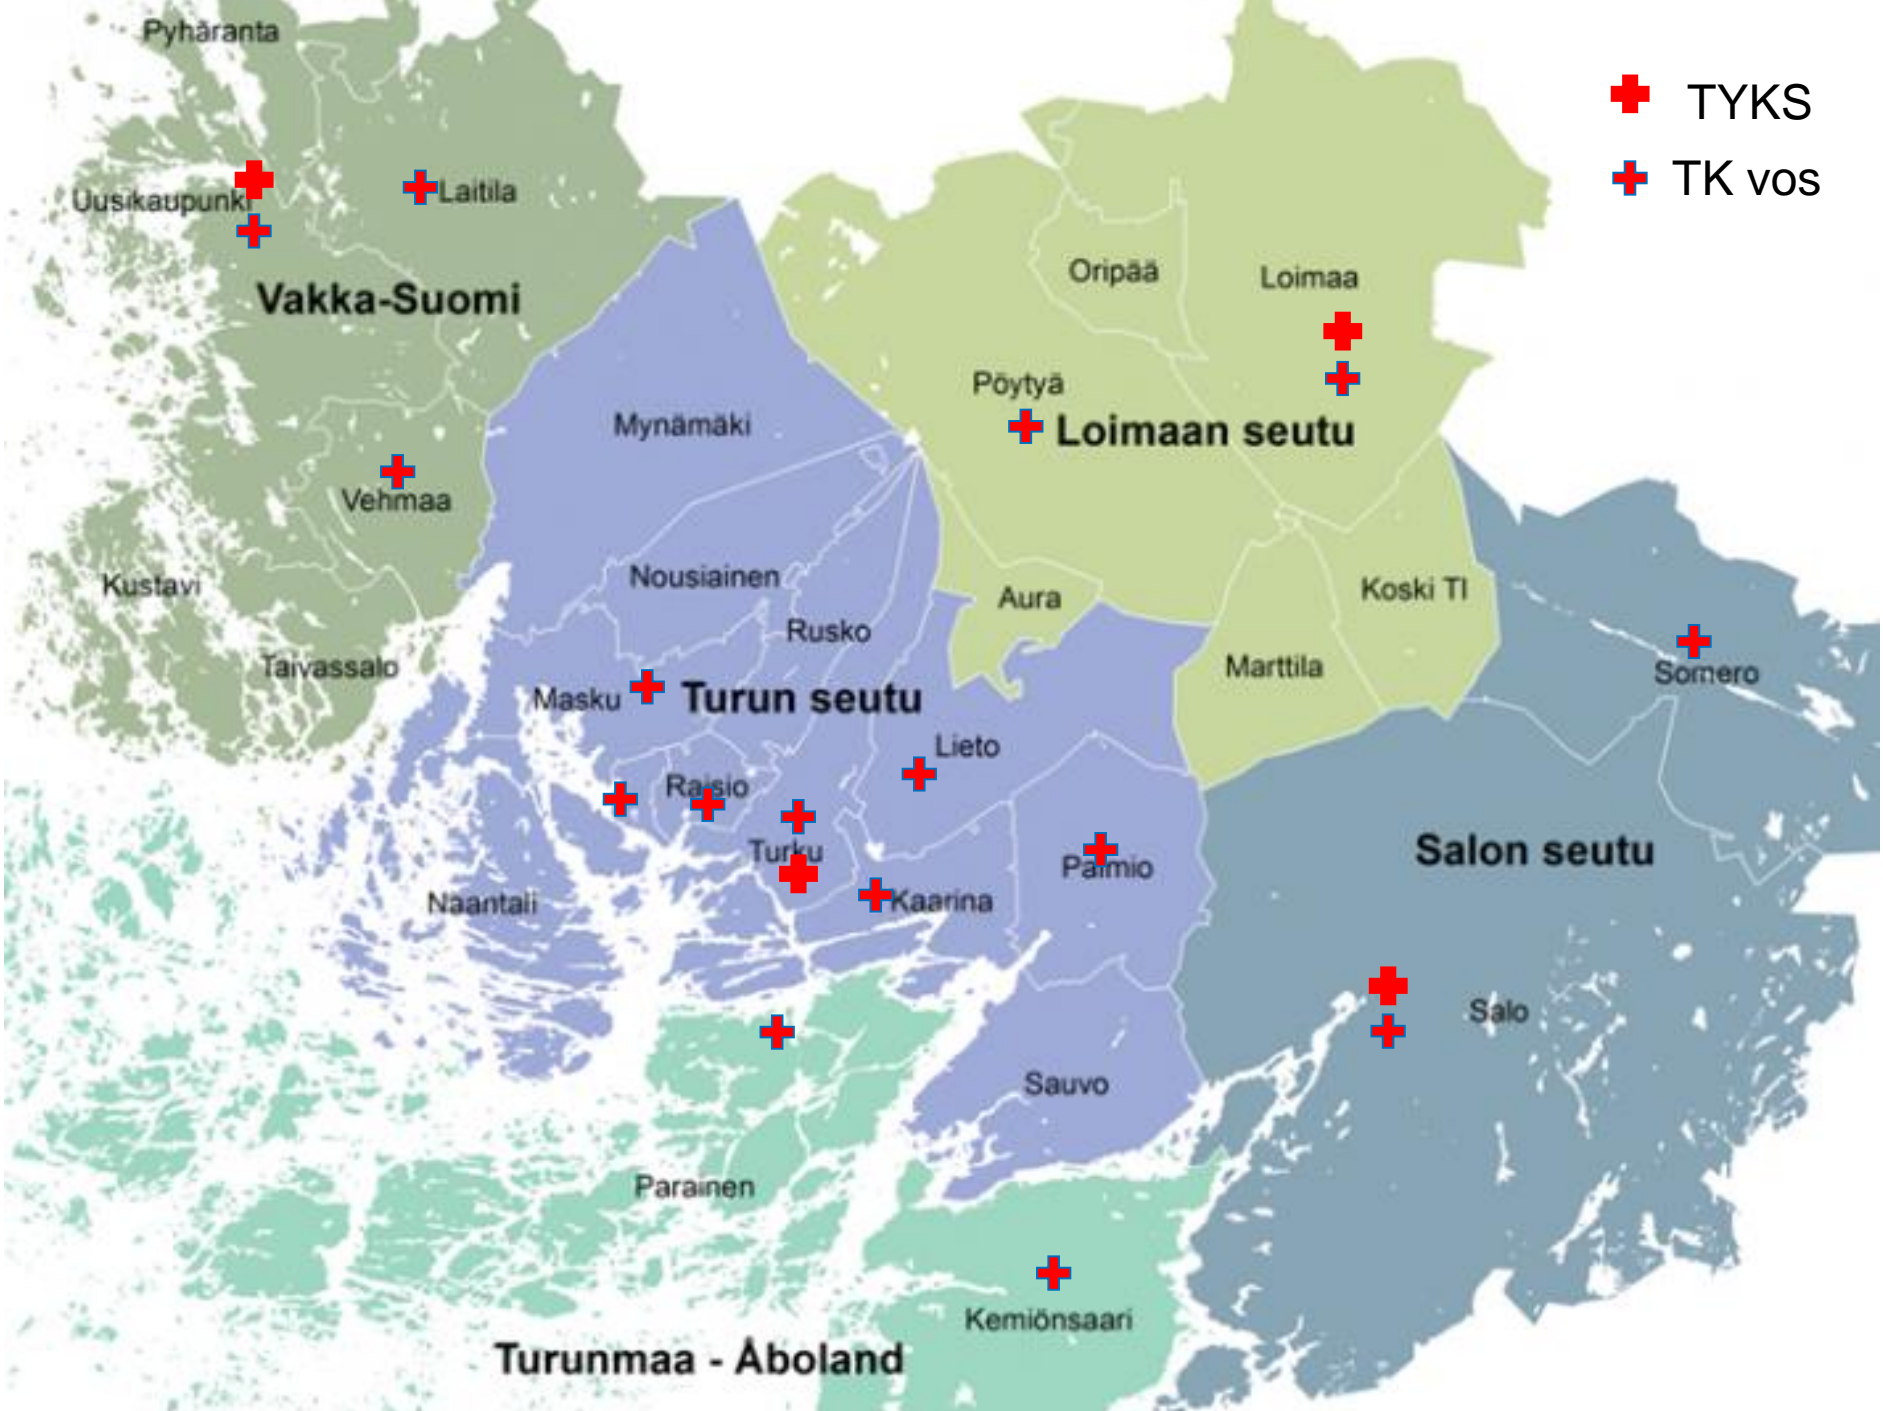 Pyhäranta
TYKS
TK vos
Uusikaupunki
Laitila
Vakka-Suomi
Oripää
Loimaa
Pöytyä
Mynämäki
Loimaan seutu
Vehmaa
Nousiainen
Kustavi
Aura
Koski Tl
Rusko
Taivassalo
Marttila
Somero
Masku
Turun seutu
Lieto
Raisio
Turku
Salon seutu
Paimio
Naantali
Kaarina
Salo
Sauvo
Parainen
Kemiönsaari
Turunmaa - Åboland